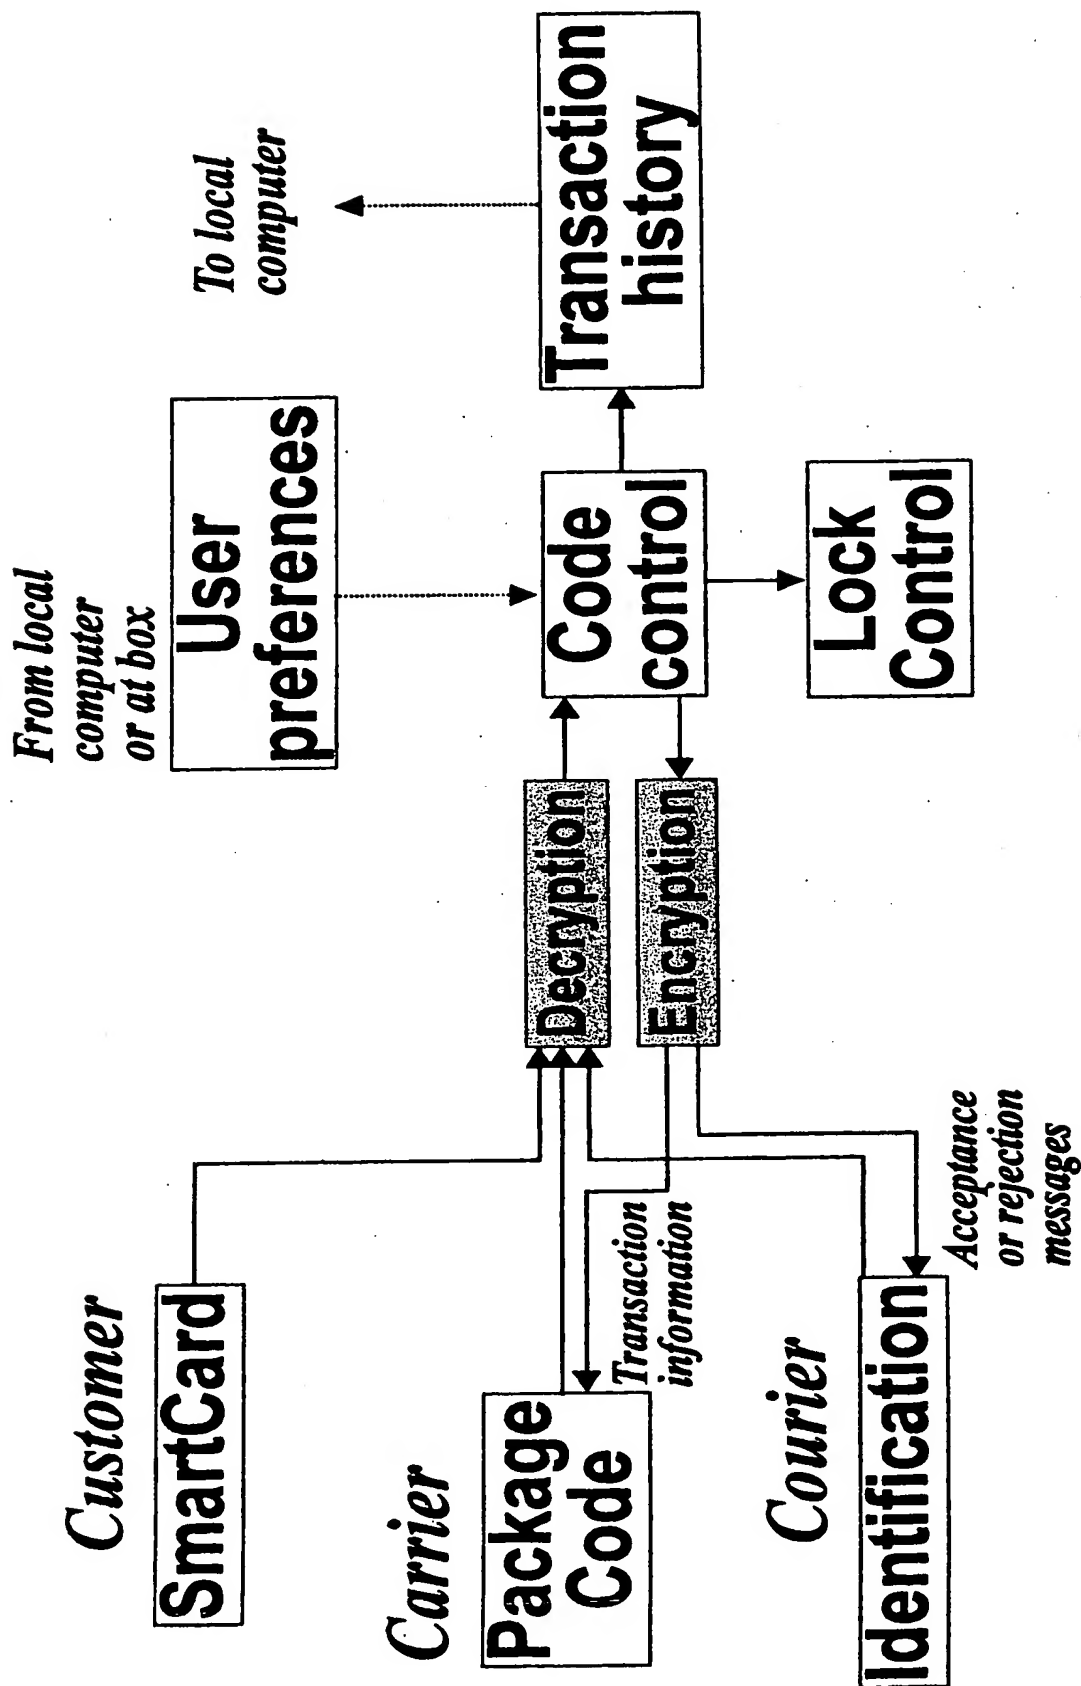 Customer
SmartCard
Carrier
Package
Code
Courier
Identification
Transaction
information
Acceptance
or rejection
messages
Decryption
Encryption
From local
computer
or at box
User
preferences
Code
control
Lock
Control
To local
computer
Transaction
history